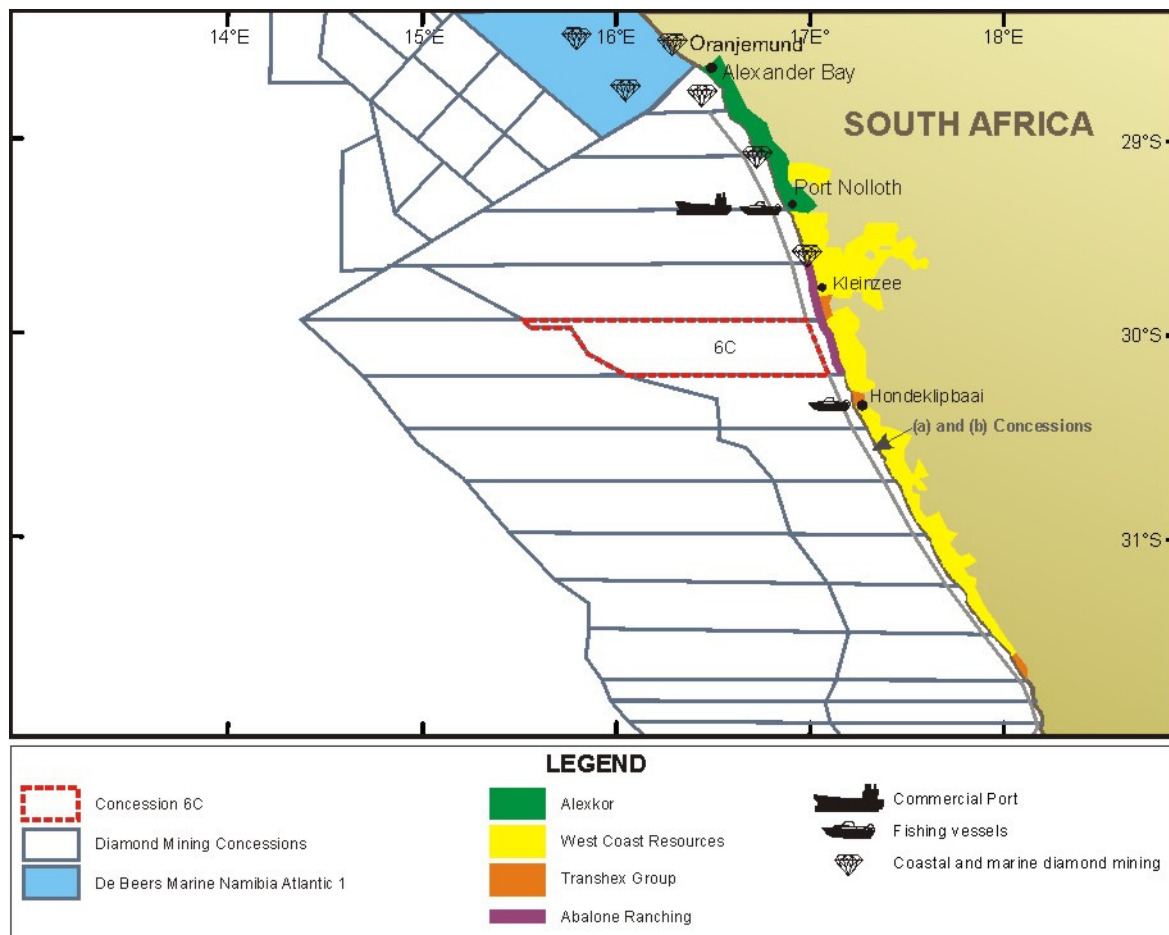 14°E
15°E
16°E
17°E
18°E
Oranjemund
Alexander Bay
SOUTH AFRICA
29°S
Port Nolloth
Kleinzee
30°S
6C
Hondeklipbaai
(a) and (b) Concessions
31°S
LEGEND
Concession 6C
Diamond Mining Concessions
De Beers Marine Namibia Atlantic 1
Alexkor
West Coast Resources
Transhex Group
Abalone Ranching
Commercial Port
Fishing vessels
Coastal and marine diamond mining